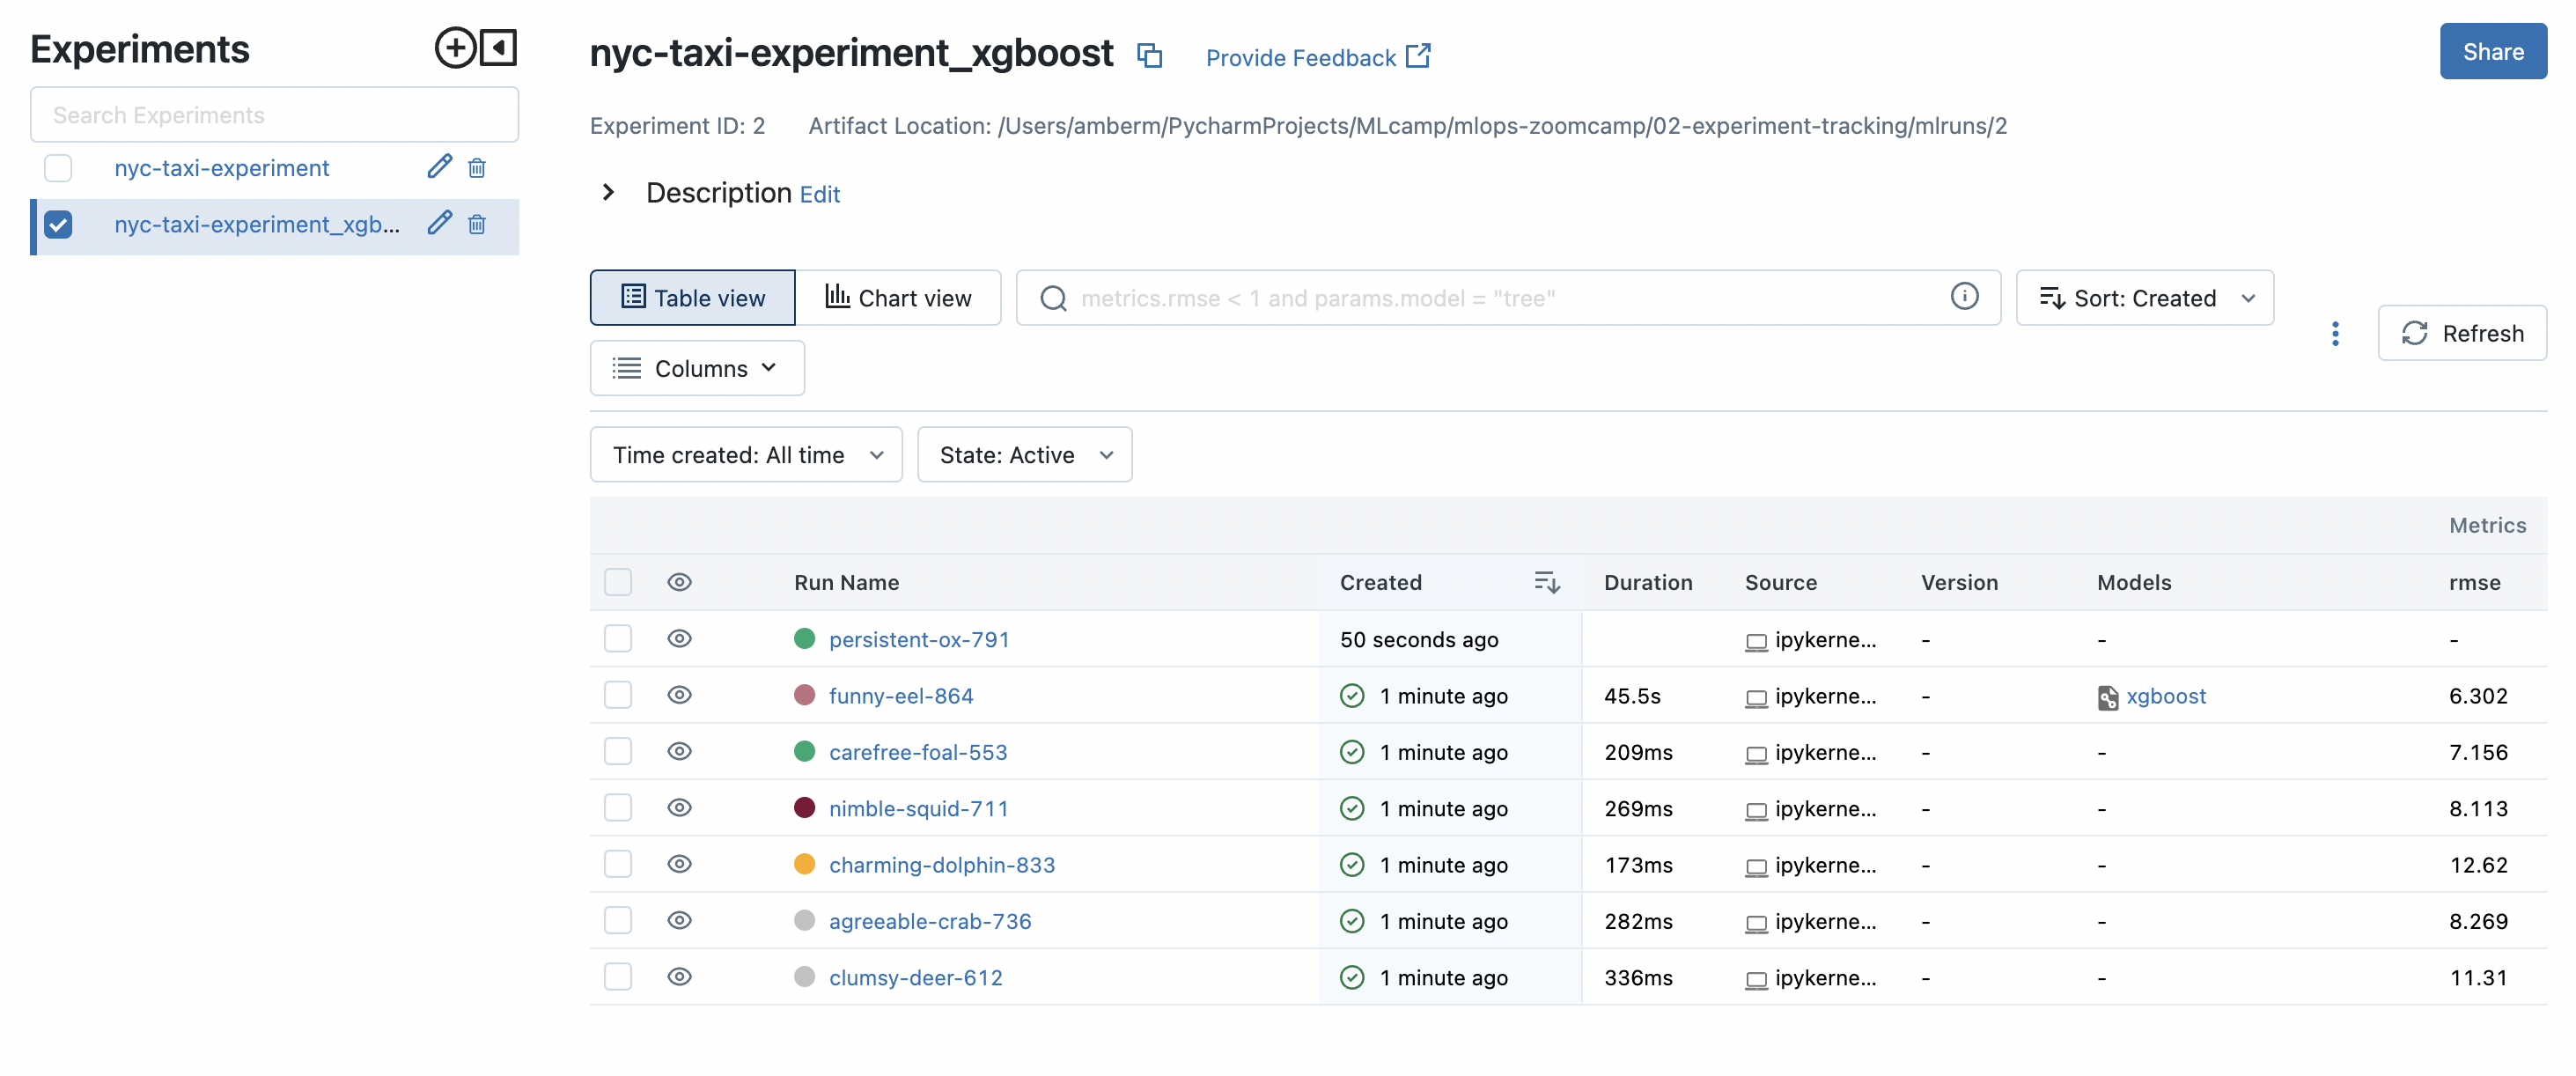 Experiments
Search Experiments
nyc-taxi-experiment
nyc-taxi-experiment_xgb...
nyc-taxi-experiment_xgboost Provide Feedback Share
Experiment ID: 2 Artifact Location: /Users/amberm/PycharmProjects/MLcamp/mlops-zoomcamp/02-experiment-tracking/mlruns/2
Description Edit
Table view Chart view metrics.rmse < 1 and params.model = "tree" Sort: Created
Refresh
Columns
Time created: All time State: Active
Metrics
Run Name Created Duration Source Version Models rmse
persistent-ox-791 50 seconds ago ipykerne... - - -
funny-eel-864 1 minute ago 45.5s ipykerne... - xgboost 6.302
carefree-foal-553 1 minute ago 209ms ipykerne... - - 7.156
nimble-squid-711 1 minute ago 269ms ipykerne... - - 8.113
charming-dolphin-833 1 minute ago 173ms ipykerne... - - 12.62
agreeable-crab-736 1 minute ago 282ms ipykerne... - - 8.269
clumsy-deer-612 1 minute ago 336ms ipykerne... - - 11.31